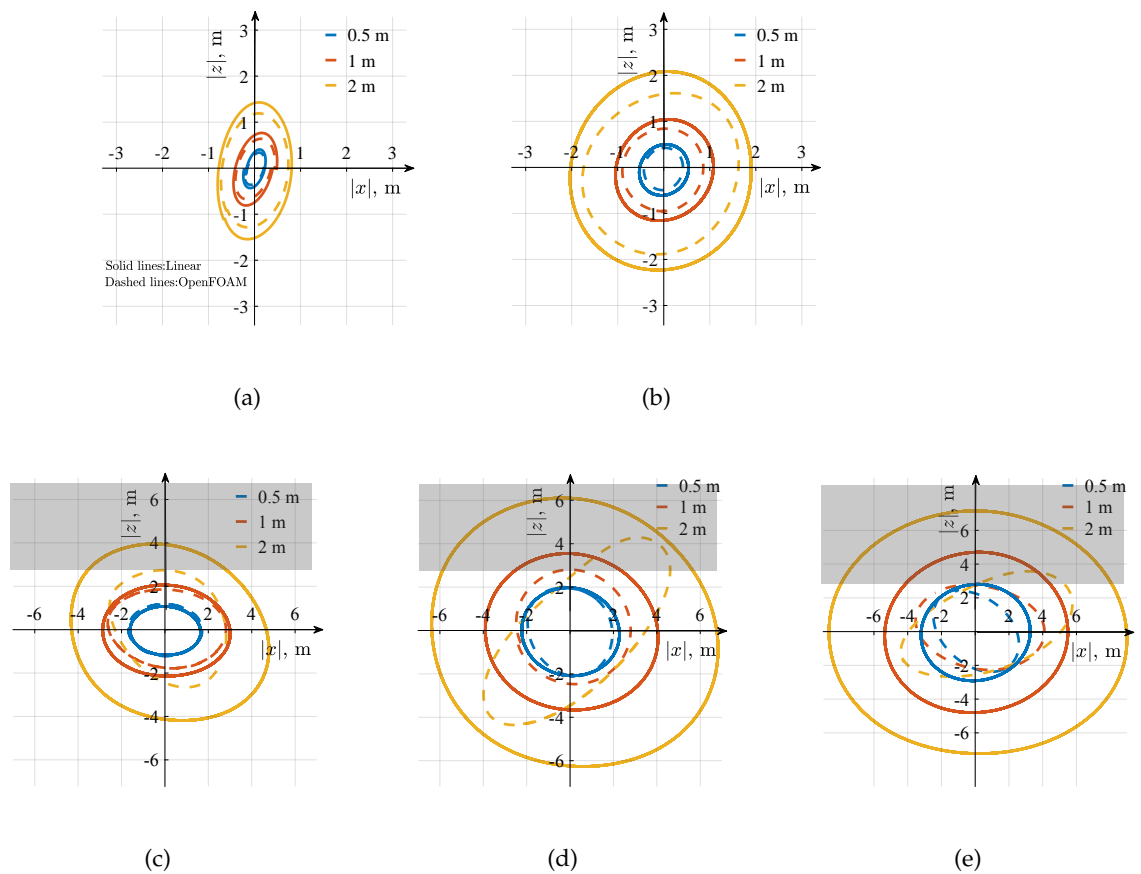 3
2
1
-1
-2
-3
-3
-2
-1
1
2
3
|z|, m
|x|, m
0.5 m
1 m
2 m
Solid lines:Linear
Dashed lines:OpenFOAM
(a)
3
2
1
-1
-2
-3
-3
-2
-1
1
2
3
|z|, m
|x|, m
0.5 m
1 m
2 m
(b)
6
4
2
-2
-4
-6
-6
-4
-2
2
4
6
|z|, m
|x|, m
0.5 m
1 m
2 m
(c)
6
4
2
-2
-4
-6
-6
-4
-2
2
4
6
|z|, m
|x|, m
0.5 m
1 m
2 m
(d)
6
4
2
-2
-4
-6
-6
-4
-2
2
4
6
|z|, m
|x|, m
0.5 m
1 m
2 m
(e)